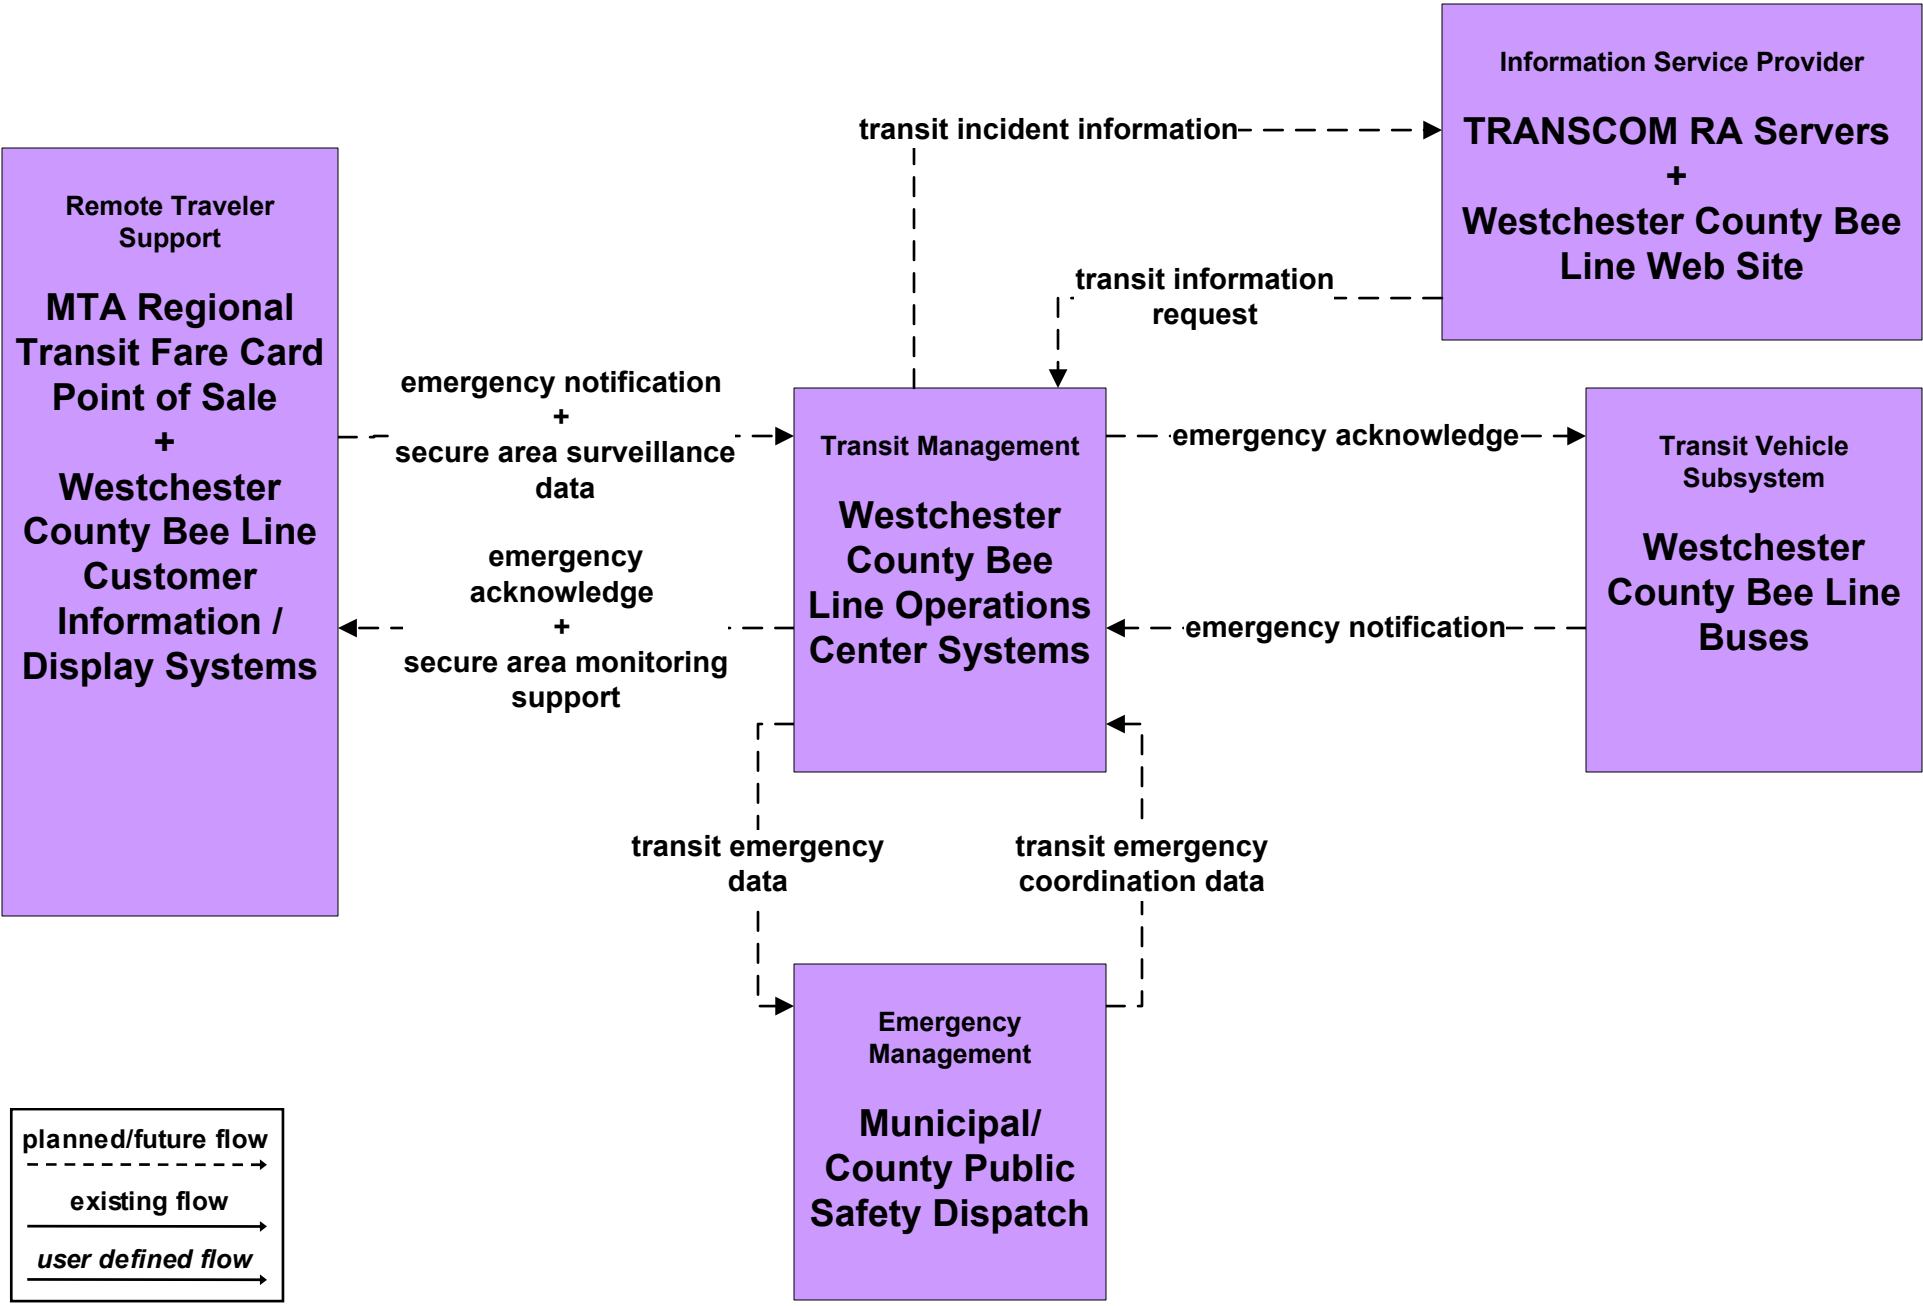 Information Service Provider
TRANSCOM RA Servers
+
Westchester County Bee
Line Web Site
transit incident information
transit information
request
Remote Traveler
Support
MTA Regional
Transit Fare Card
Point of Sale
+
Westchester
County Bee Line
Customer
Information /
Display Systems
emergency notification
+
secure area surveillance
data
emergency
acknowledge
+
secure area monitoring
support
Transit Management
Westchester
County Bee
Line Operations
Center Systems
emergency acknowledge
emergency notification
Transit Vehicle
Subsystem
Westchester
County Bee Line
Buses
transit emergency
data
transit emergency
coordination data
Emergency
Management
Municipal/
County Public
Safety Dispatch
planned/future flow
existing flow
user defined flow